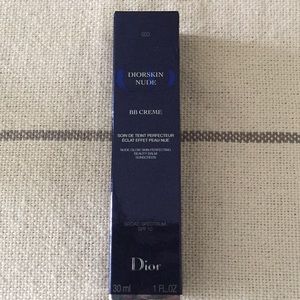 DIORSKIN
NUDE
BB CREME
SOIN DE TEINT PERFECTEUR
ÉCLAT EFFET PEAU NUE
NUDE GLOW SKIN-PERFECTING
BEAUTY BALM
SUNSCREEN
BROAD SPECTRUM
SPF 10
Dior
30 ml 1 FL.OZ